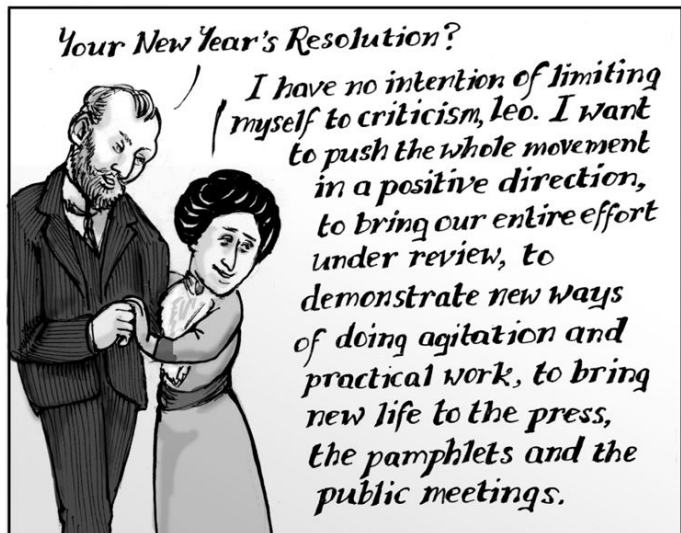 Your New Year's Resolution?
I have no intention of limiting
myself to criticism, Leo. I want
to push the whole movement
in a positive direction,
to bring our entire effort
under review, to
demonstrate new ways
of doing agitation and
practical work, to bring
new life to the press,
the pamphlets and the
public meetings.